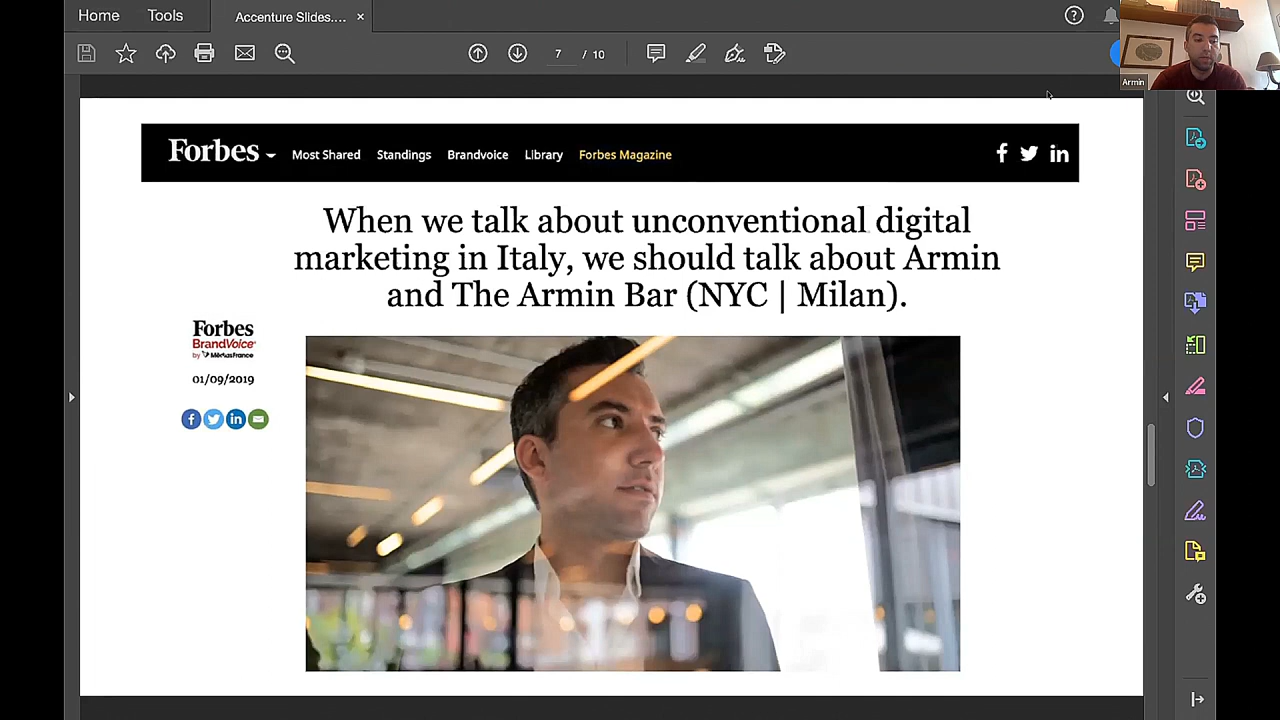 Home
Tools
Accenture Slides....
7 / 10
Armin
Forbes
Most Shared
Standings
Brandvoice
Library
Forbes Magazine
When we talk about unconventional digital
marketing in Italy, we should talk about Armin
and The Armin Bar (NYC | Milan).
Forbes
BrandVoice
by
01/09/2019